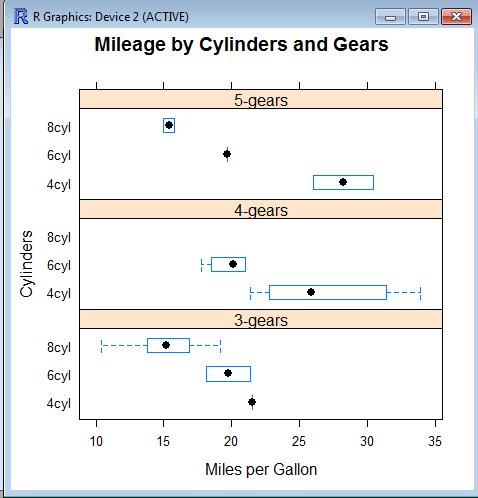 R Graphics: Device 2 (ACTIVE)
Mileage by Cylinders and Gears
5-gears
8cyl
6cyl
4cyl
4-gears
8cyl
6cyl
4cyl
3-gears
8cyl
6cyl
4cyl
Cylinders
10 15 20 25 30 35
Miles per Gallon